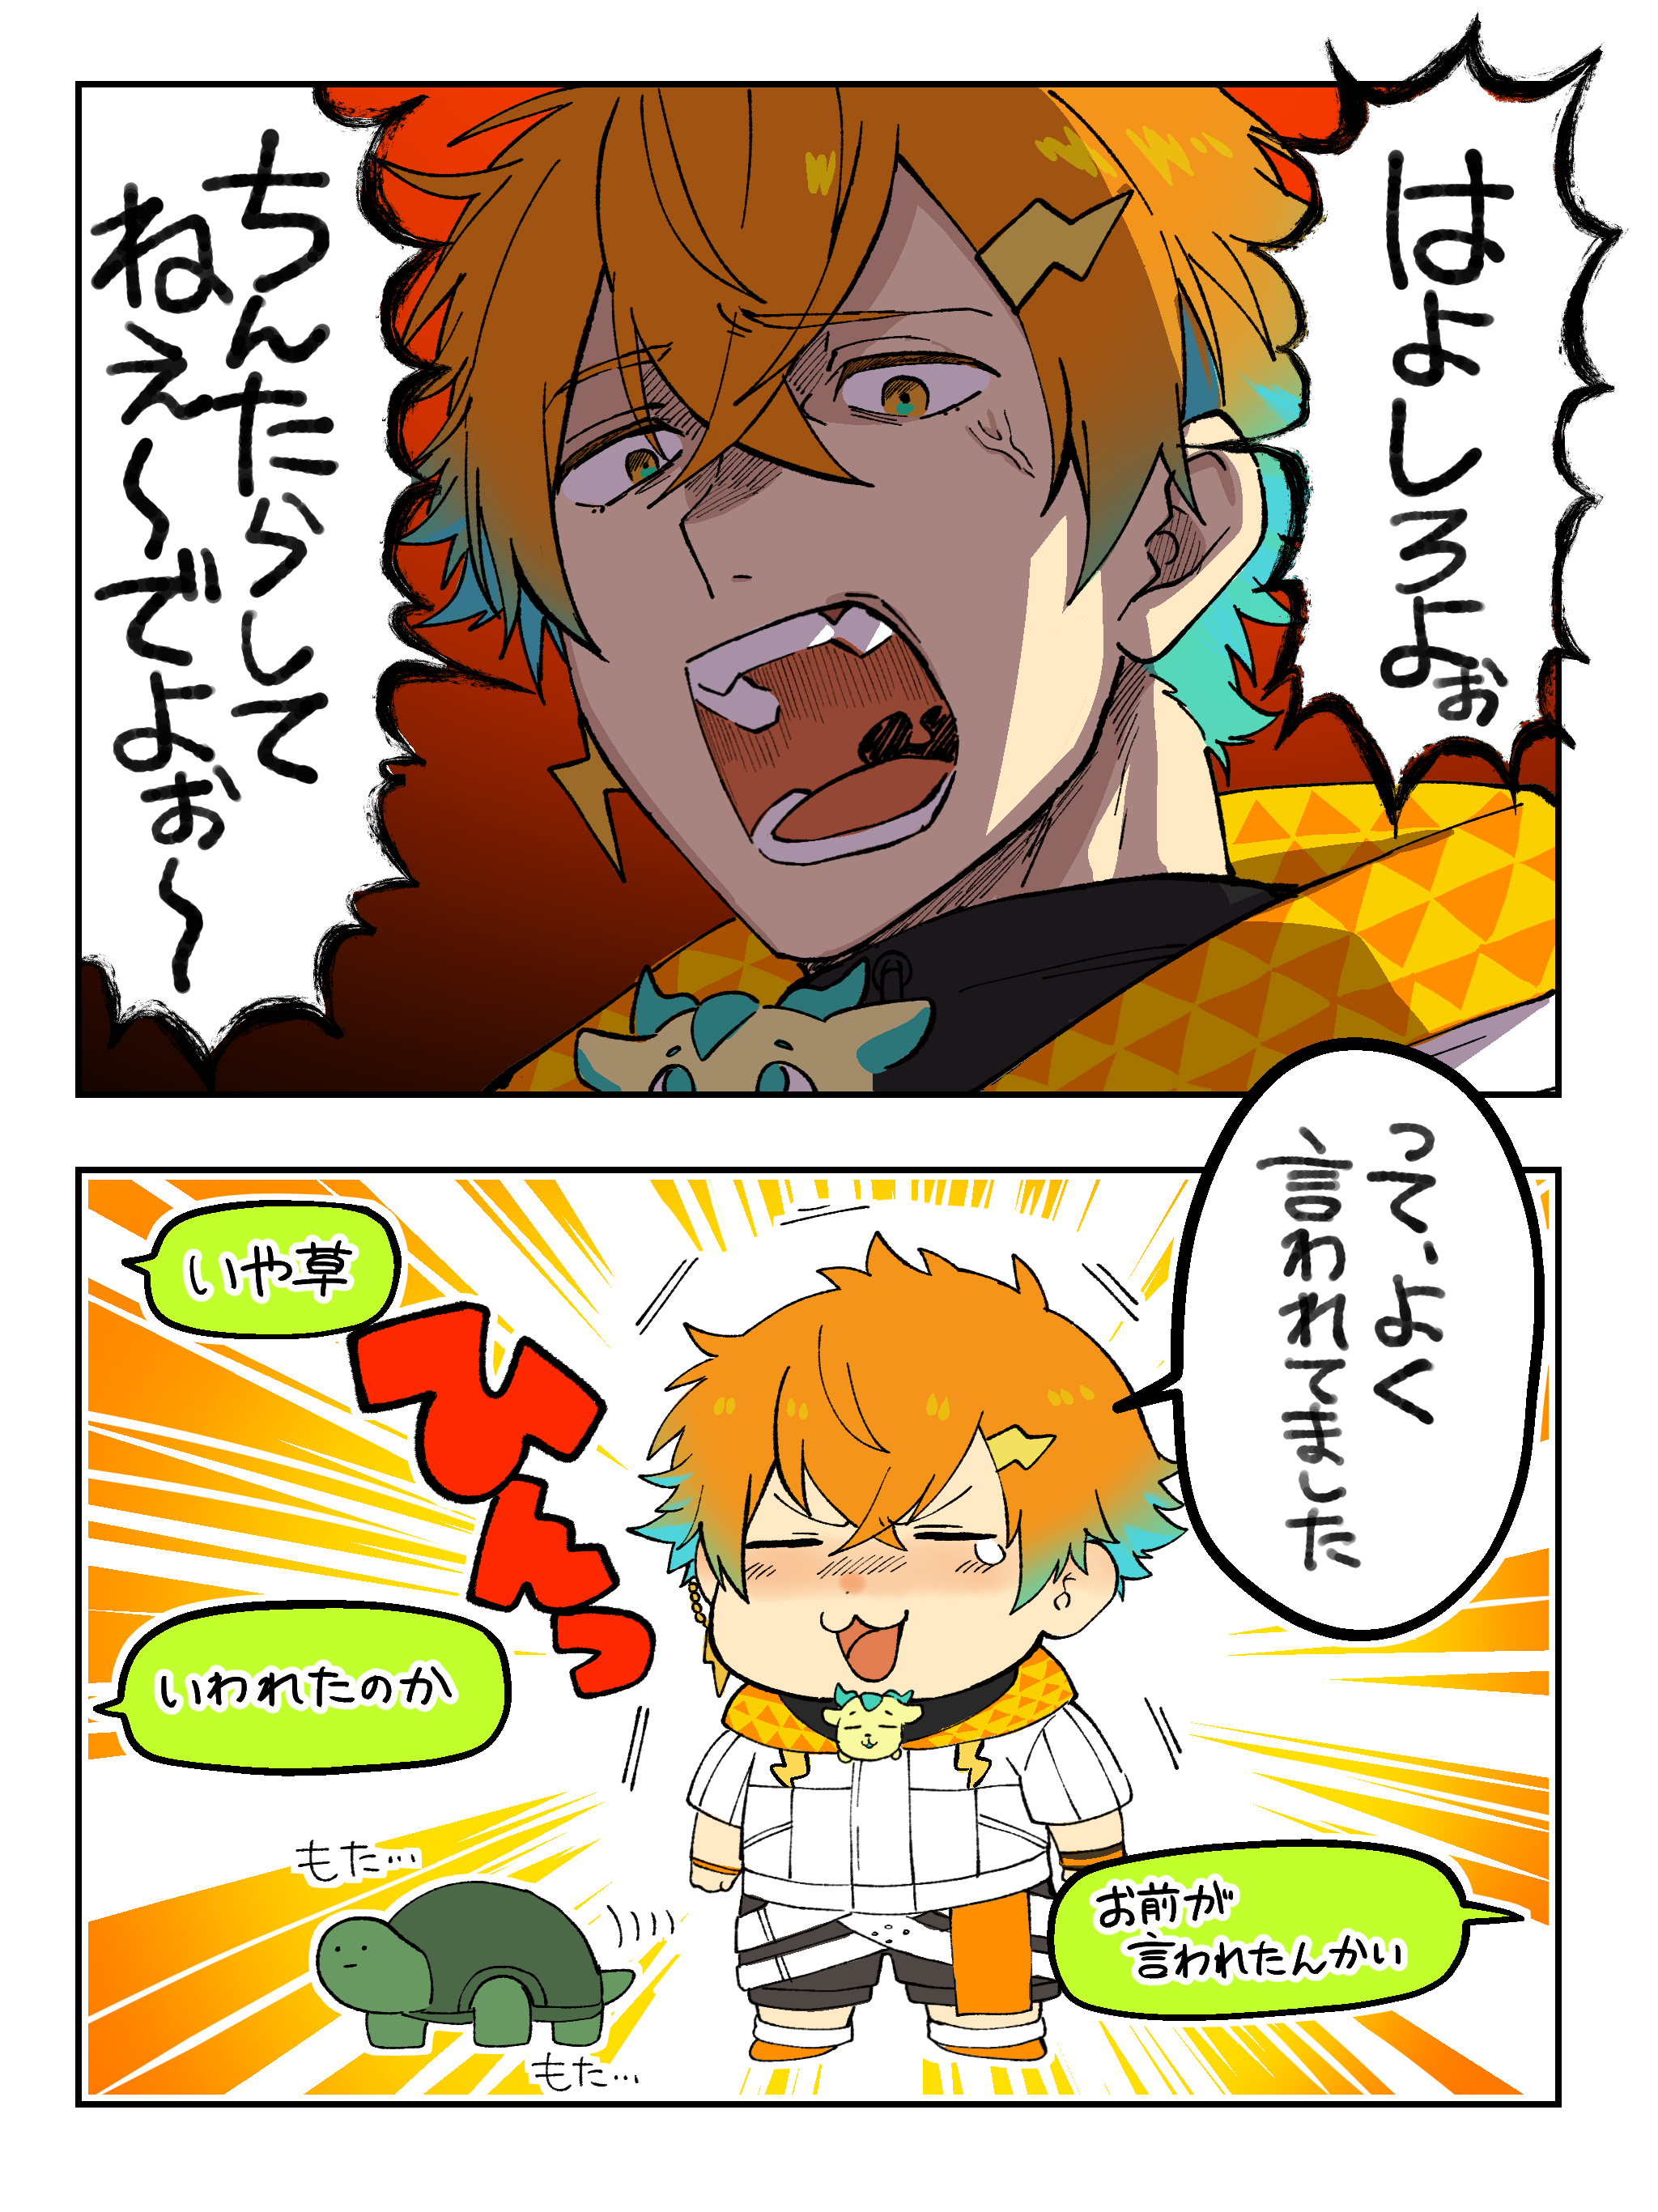 はよしろよぉ
ちんたらして
ねえ〜でよぉ〜
って、よく
言われてました
いや草
ひんっ
いわれたのか
もた…
もた…
お前が
言われたんかい